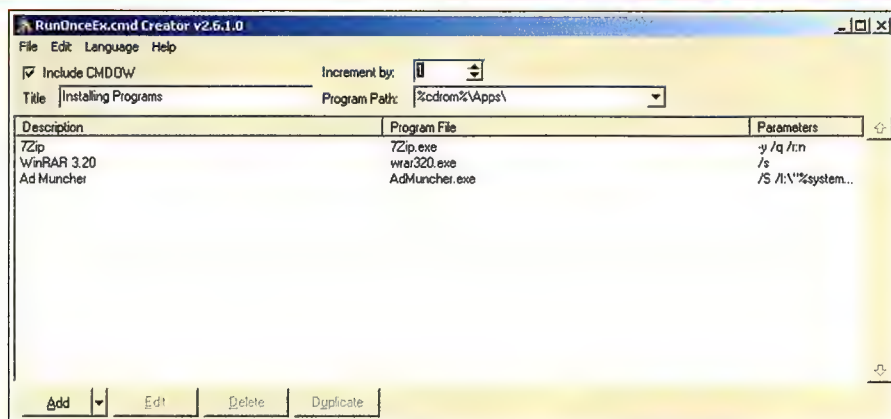 RunOnceEx.cmd Creator v2.6.1.0
File Edit Language Help
Include CMDOW
Increment by: 1
Title Installing Programs
Program Path: %cdrom%\Apps\
Description Program File Parameters
7Zip 7Zip.exe -y /q /r:n
WinRAR 3.20 wrar320.exe /s
Ad Muncher AdMuncher.exe /S /I:\"%system...
Add Edit Delete Duplicate